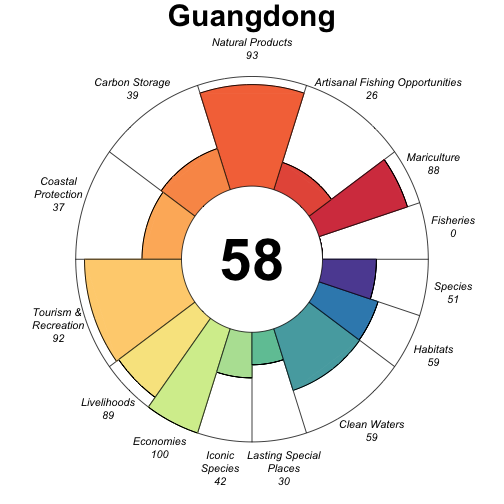 Guangdong
Natural Products
93
Carbon Storage
39
Artisanal Fishing Opportunities
26
Mariculture
88
Coastal
Protection
37
Fisheries
0
58
Species
51
Tourism &
Recreation
92
Habitats
59
Livelihoods
89
Clean Waters
59
Economies
100
Iconic
Species
42
Lasting Special
Places
30